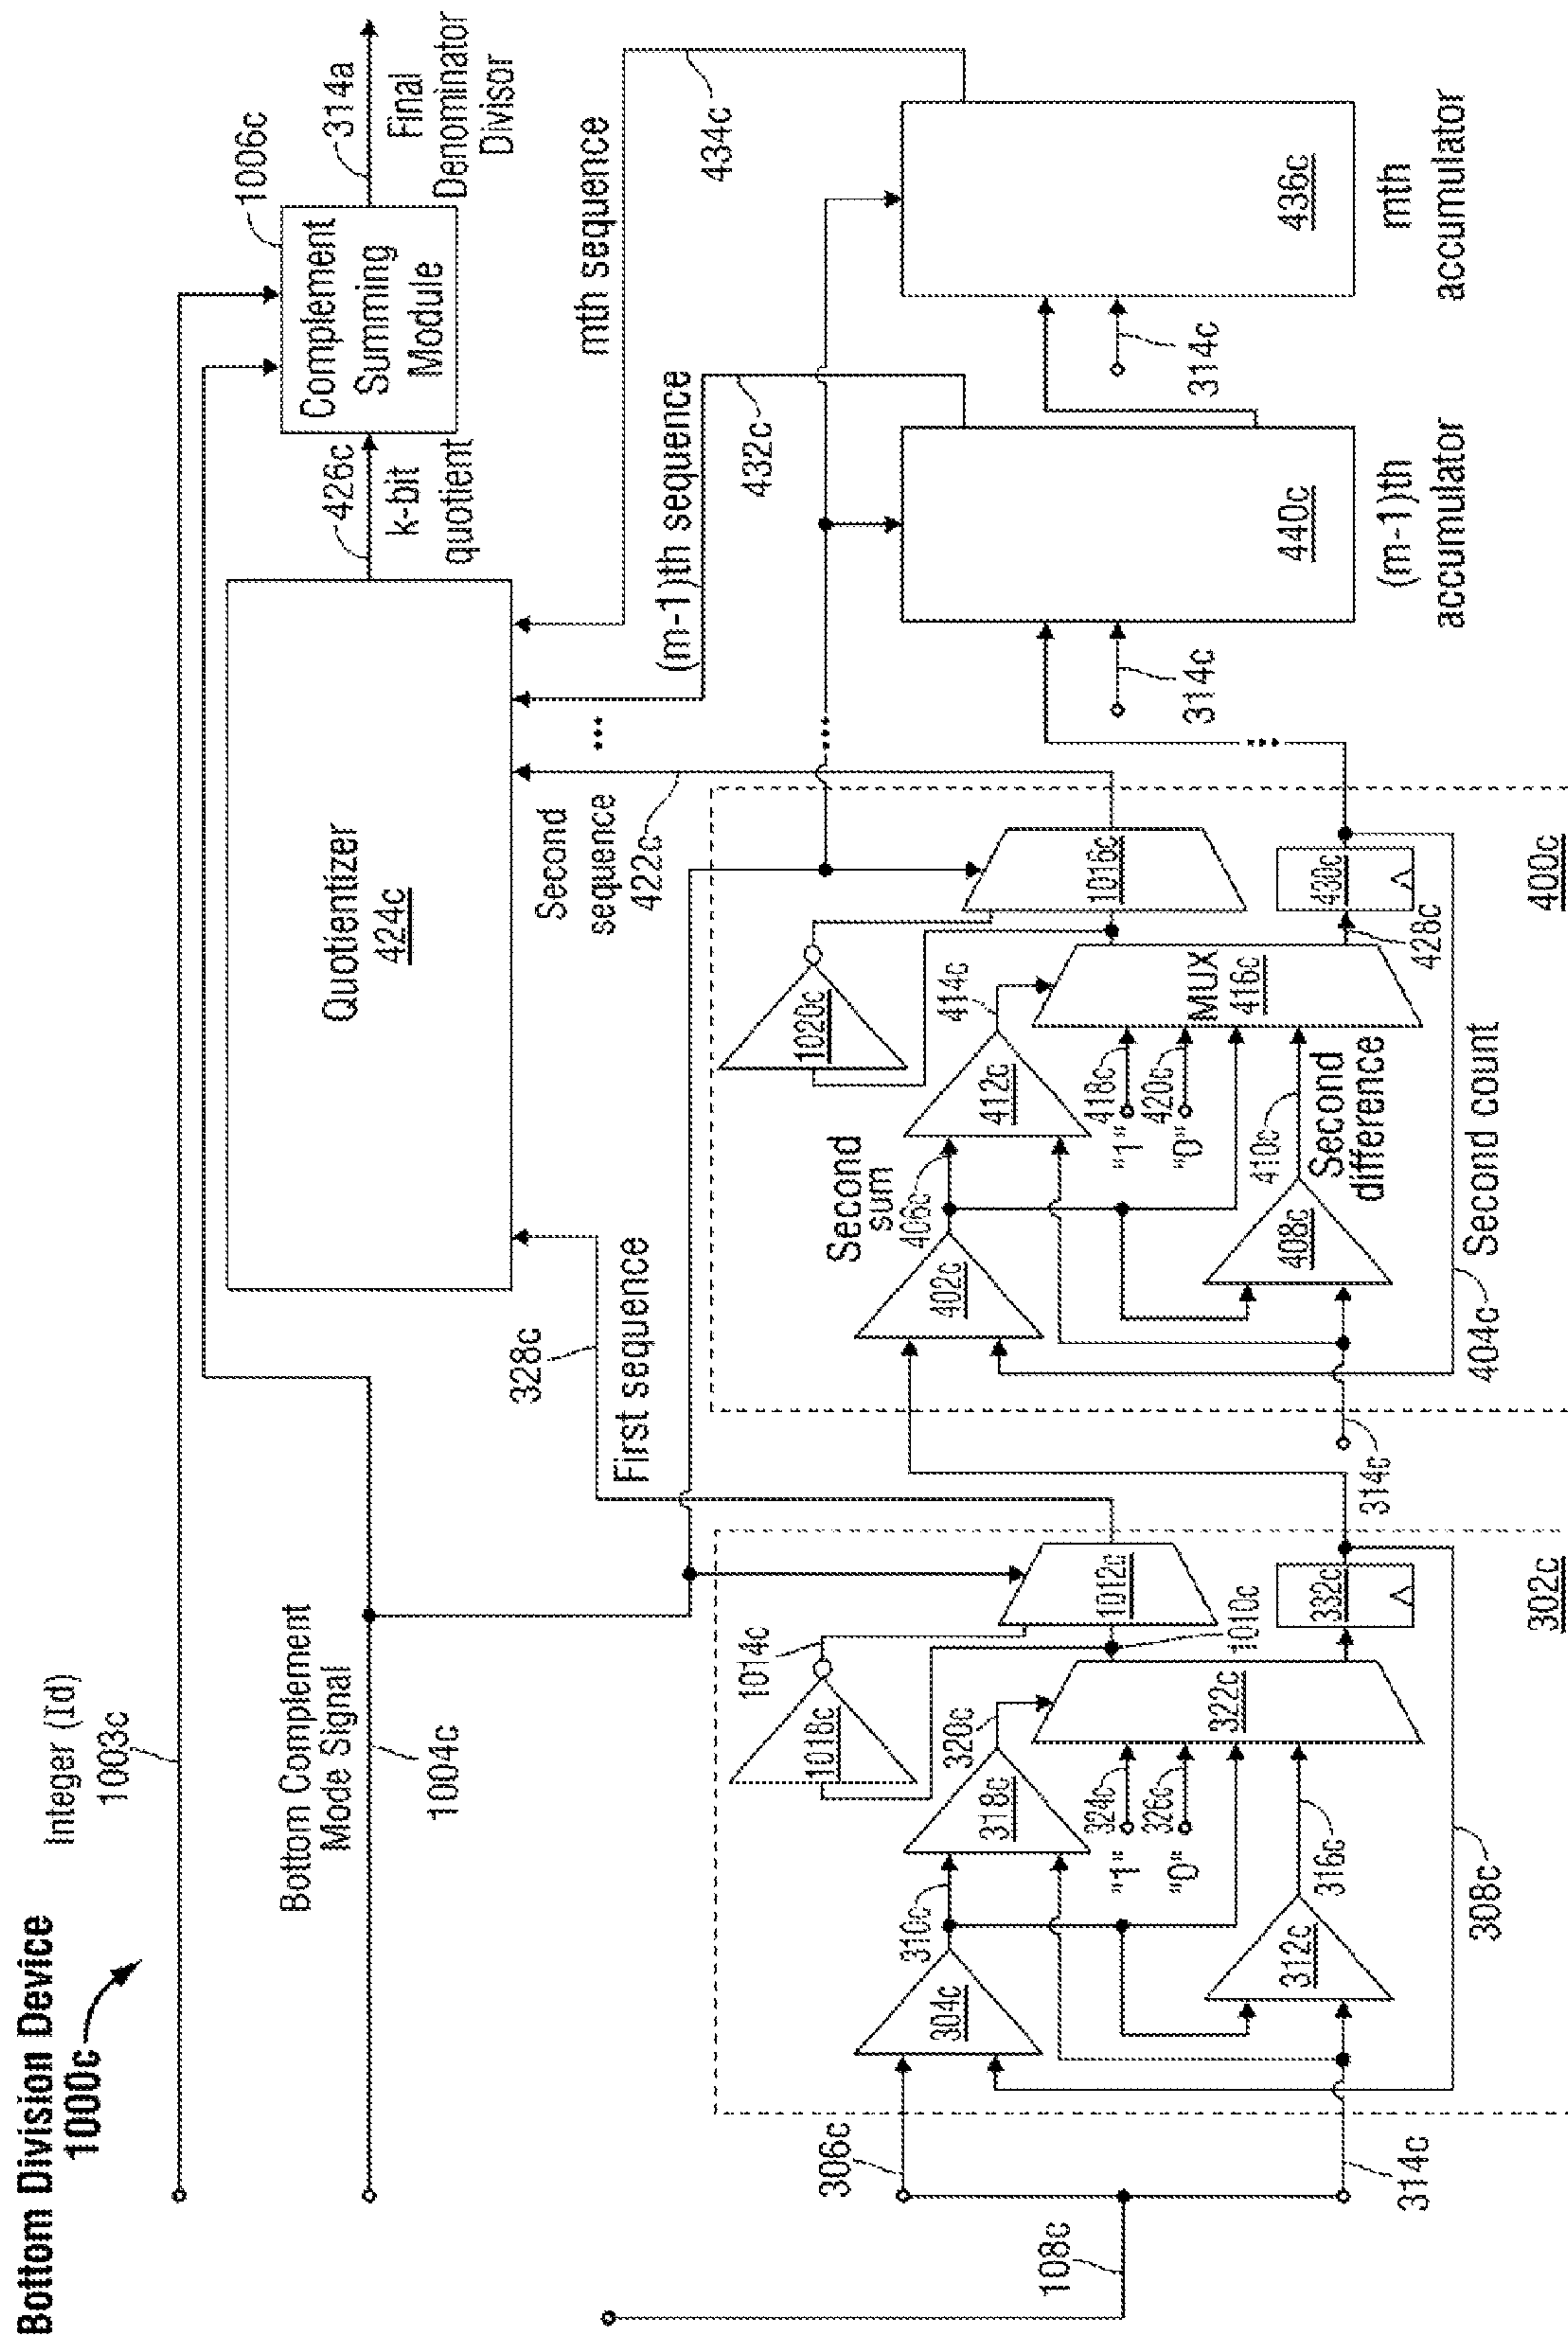 Bottom Division Device
1000c
Integer (Id)
1003c
Bottom Complement
Mode Signal
1004c
Quotientizer
424c
426c
k-bit
quotient
Complement
Summing
Module
1006c
314a
Final
Denominator
Divisor
328c
First sequence
Second
sequence
422c
...
(m-1)th sequence
432c
mth sequence
434c
...
108c
306c
314c
304c
310c
312c
316c
318c
320c
"1"
324c
"0"
326c
322c
1018c
1014c
1012c
1010c
332c
308c
302c
314c
402c
Second
sum
406c
408c
410c
Second
difference
412c
414c
"1"
418c
"0"
420c
MUX
416c
1020c
1016c
430c
428c
404c
Second count
400c
...
314c
440c
(m-1)th
accumulator
314c
436c
mth
accumulator